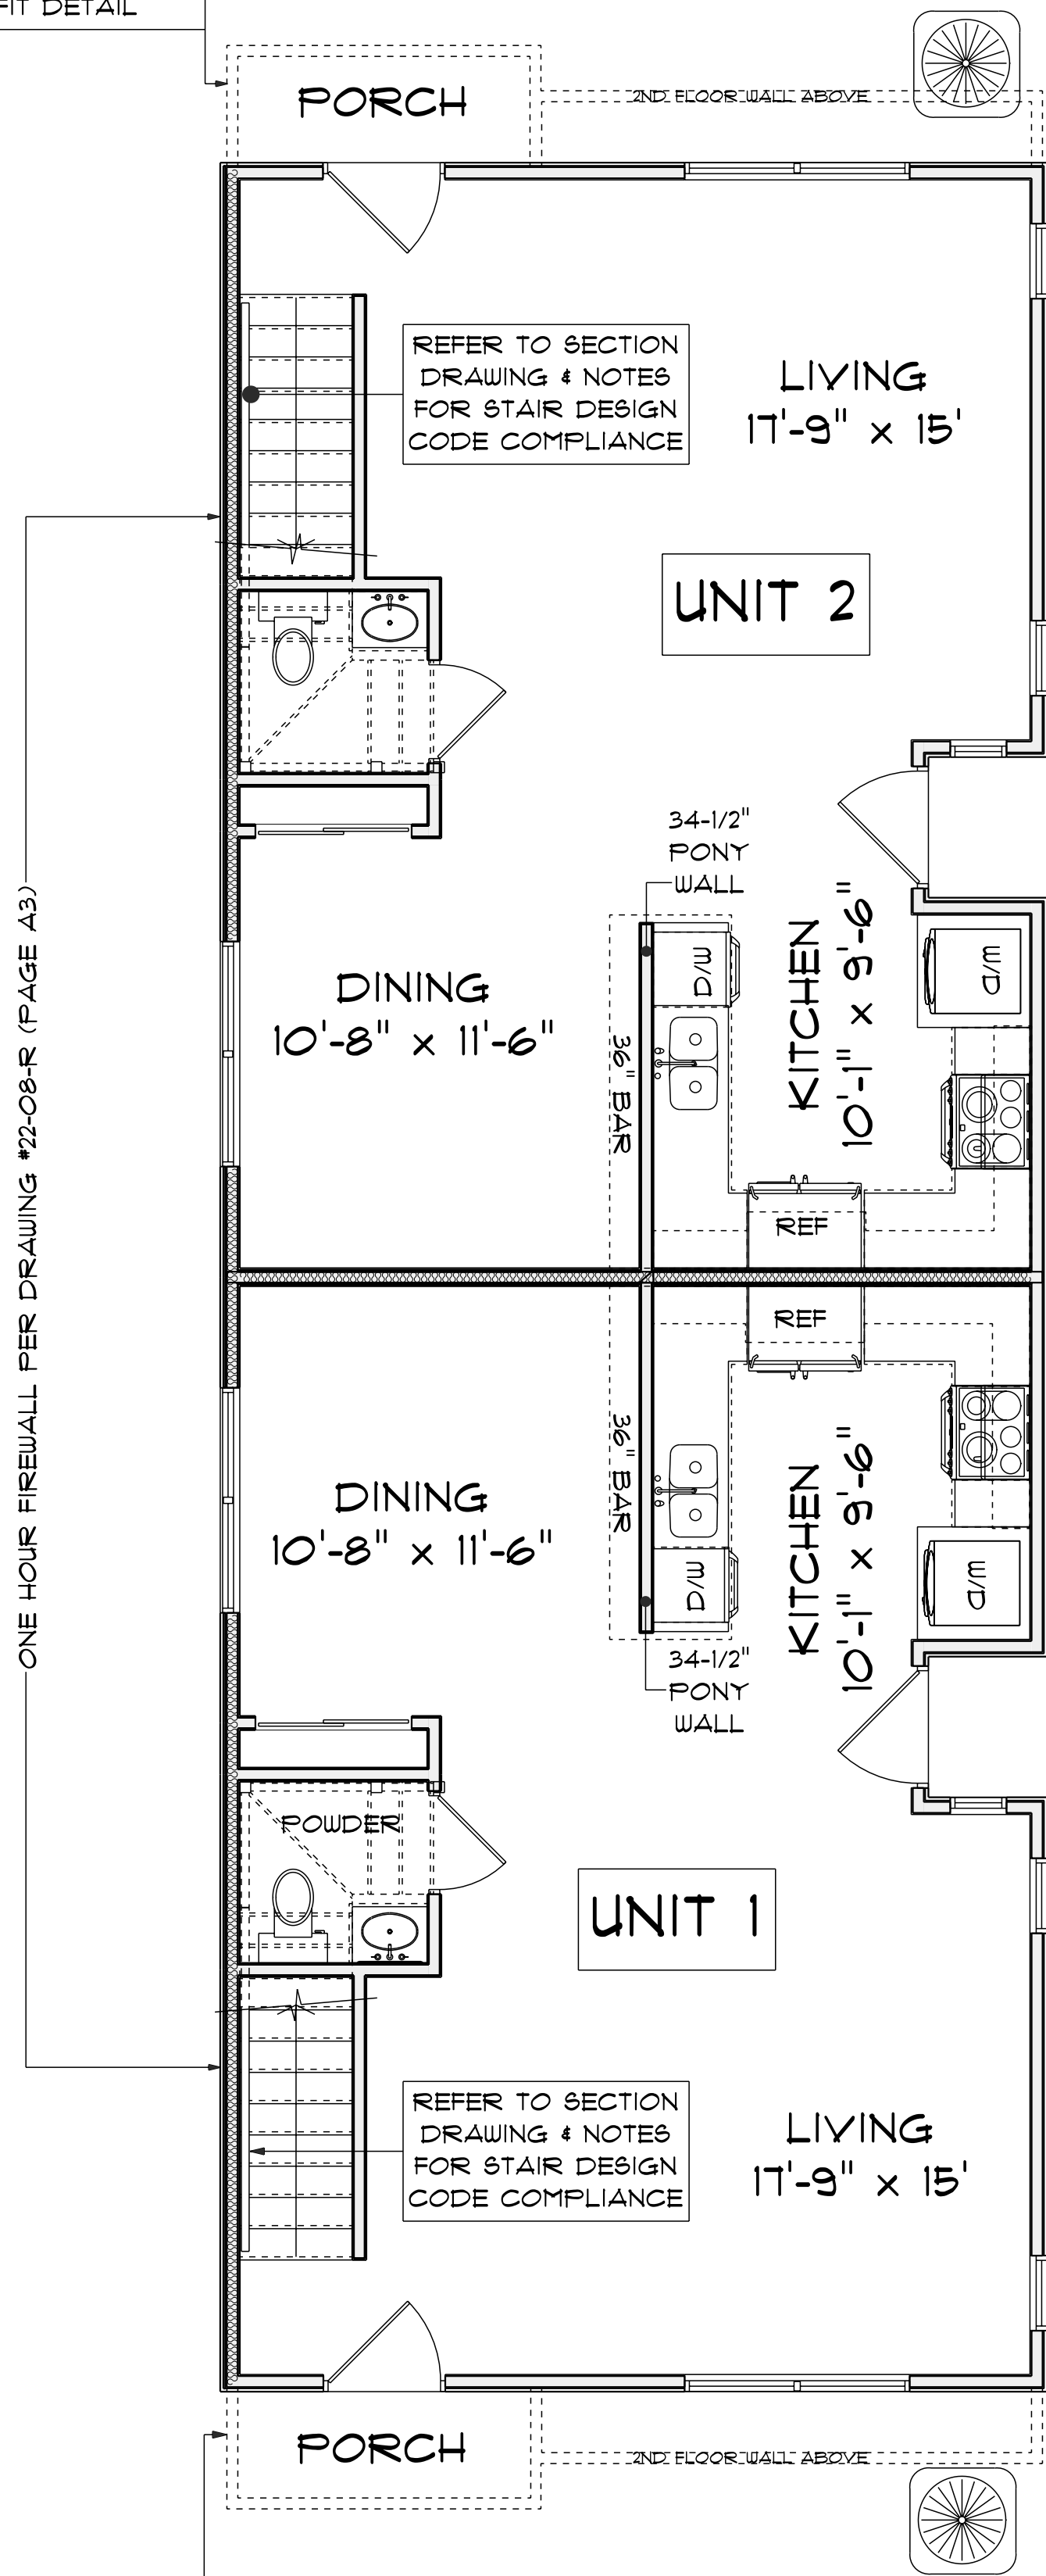 FIT DETAIL
PORCH
2ND FLOOR WALL ABOVE
REFER TO SECTION
DRAWING & NOTES
FOR STAIR DESIGN
CODE COMPLIANCE
LIVING
17'-9" x 15'
UNIT 2
34-1/2"
PONY
WALL
D/W
D/W
KITCHEN
10'-1" x 9'-6"
DINING
10'-8" x 11'-6"
36" BAR
REF
ONE HOUR FIREWALL PER DRAWING #22-08-R (PAGE A3)
REF
36" BAR
DINING
10'-8" x 11'-6"
KITCHEN
10'-1" x 9'-6"
D/W
D/W
34-1/2"
PONY
WALL
POWDER
UNIT 1
REFER TO SECTION
DRAWING & NOTES
FOR STAIR DESIGN
CODE COMPLIANCE
LIVING
17'-9" x 15'
PORCH
2ND FLOOR WALL ABOVE